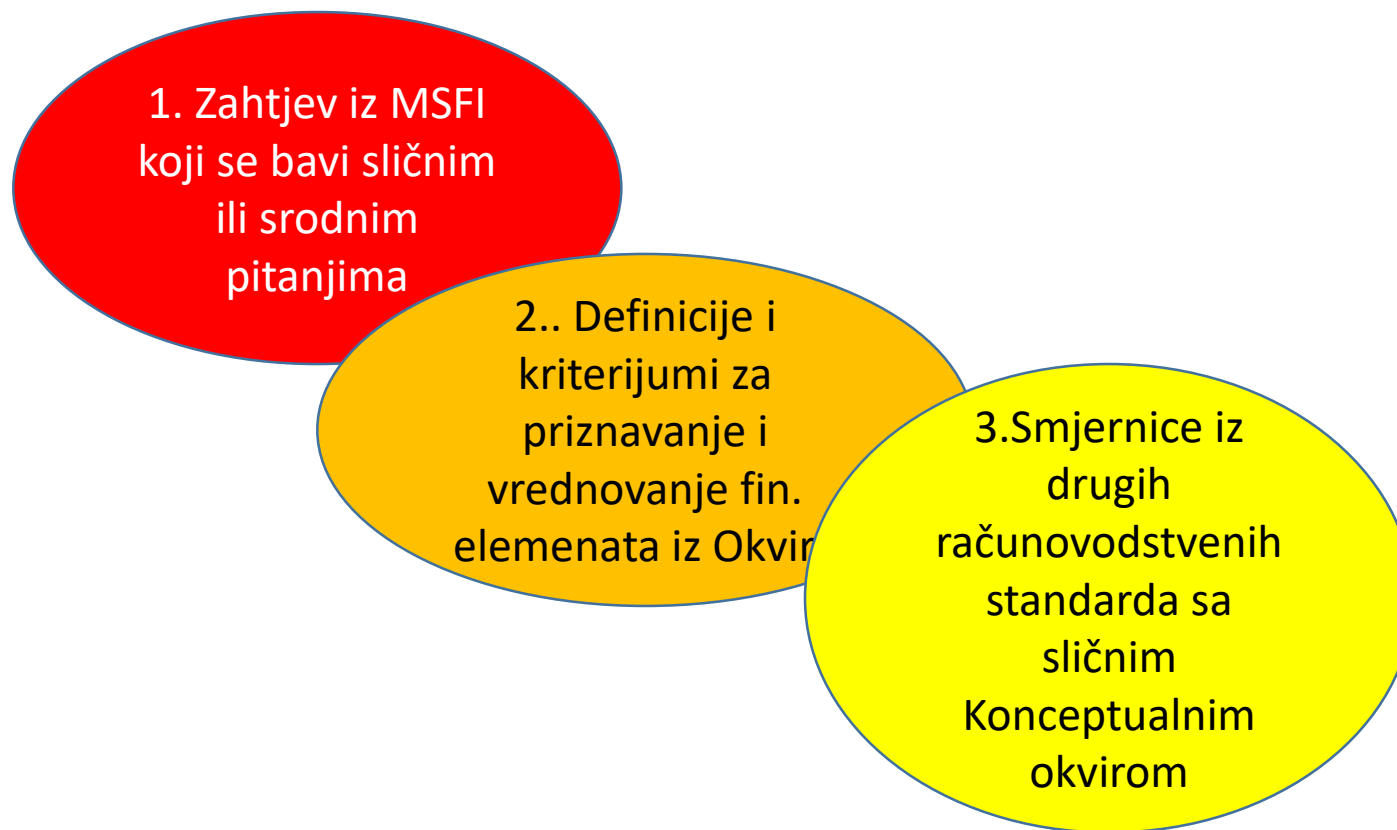 1. Zahtjev iz MSFI
koji se bavi sličnim
ili srodnim
pitanjima
2.. Definicije i
kriterijumi za
priznavanje i
vrednovanje fin.
elemenata iz Okvir
3.Smjernice iz
drugih
računovodstvenih
standarda sa
sličnim
Konceptualnim
okvirom